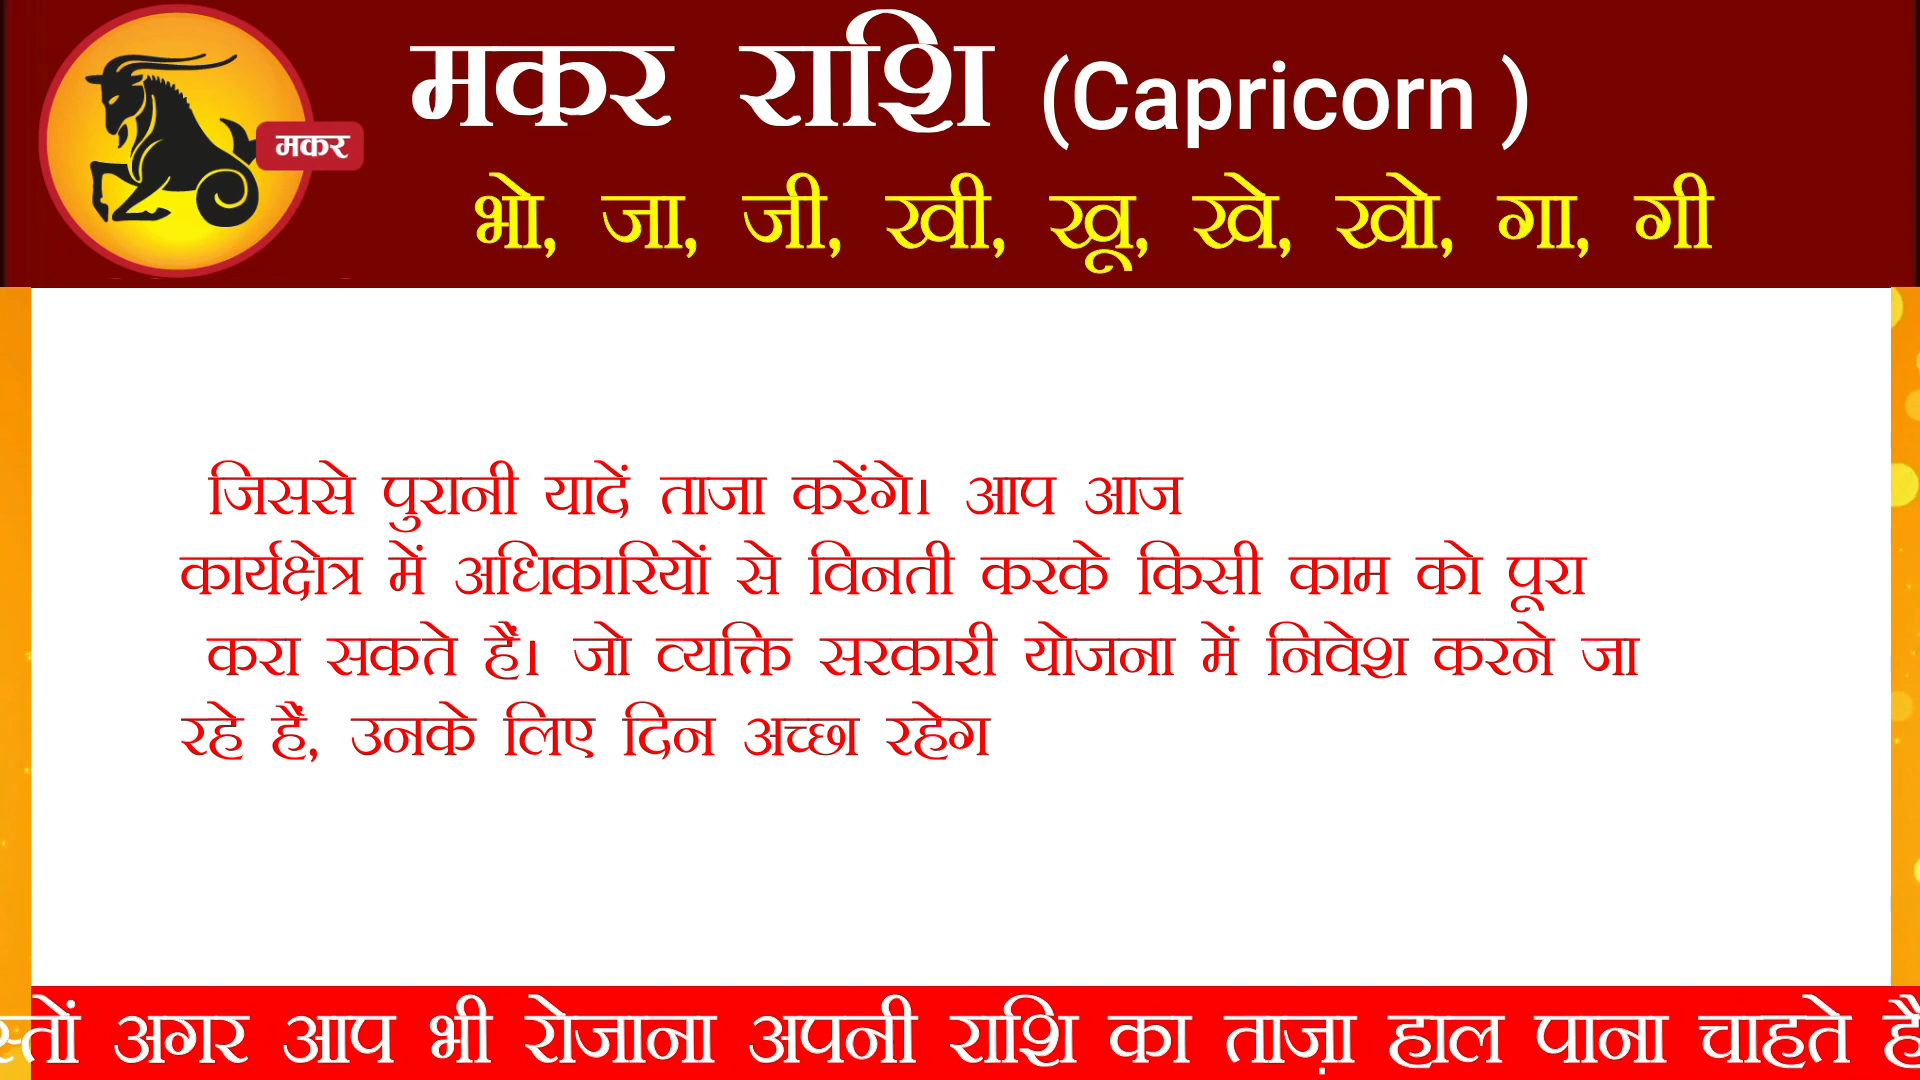 मकर
मकर राशि (Capricorn )
भो, जा, जी, खी, खू, खे, खो, गा, गी
जिससे पुरानी यादें ताजा करेंगे। आप आज
कार्यक्षेत्र में अधिकारियों से विनती करके किसी काम को पूरा
करा सकते हैं। जो व्यक्ति सरकारी योजना में निवेश करने जा
रहे हैं, उनके लिए दिन अच्छा रहेग
स्तों अगर आप भी रोजाना अपनी राशि का ताज़ा हाल पाना चाहते है